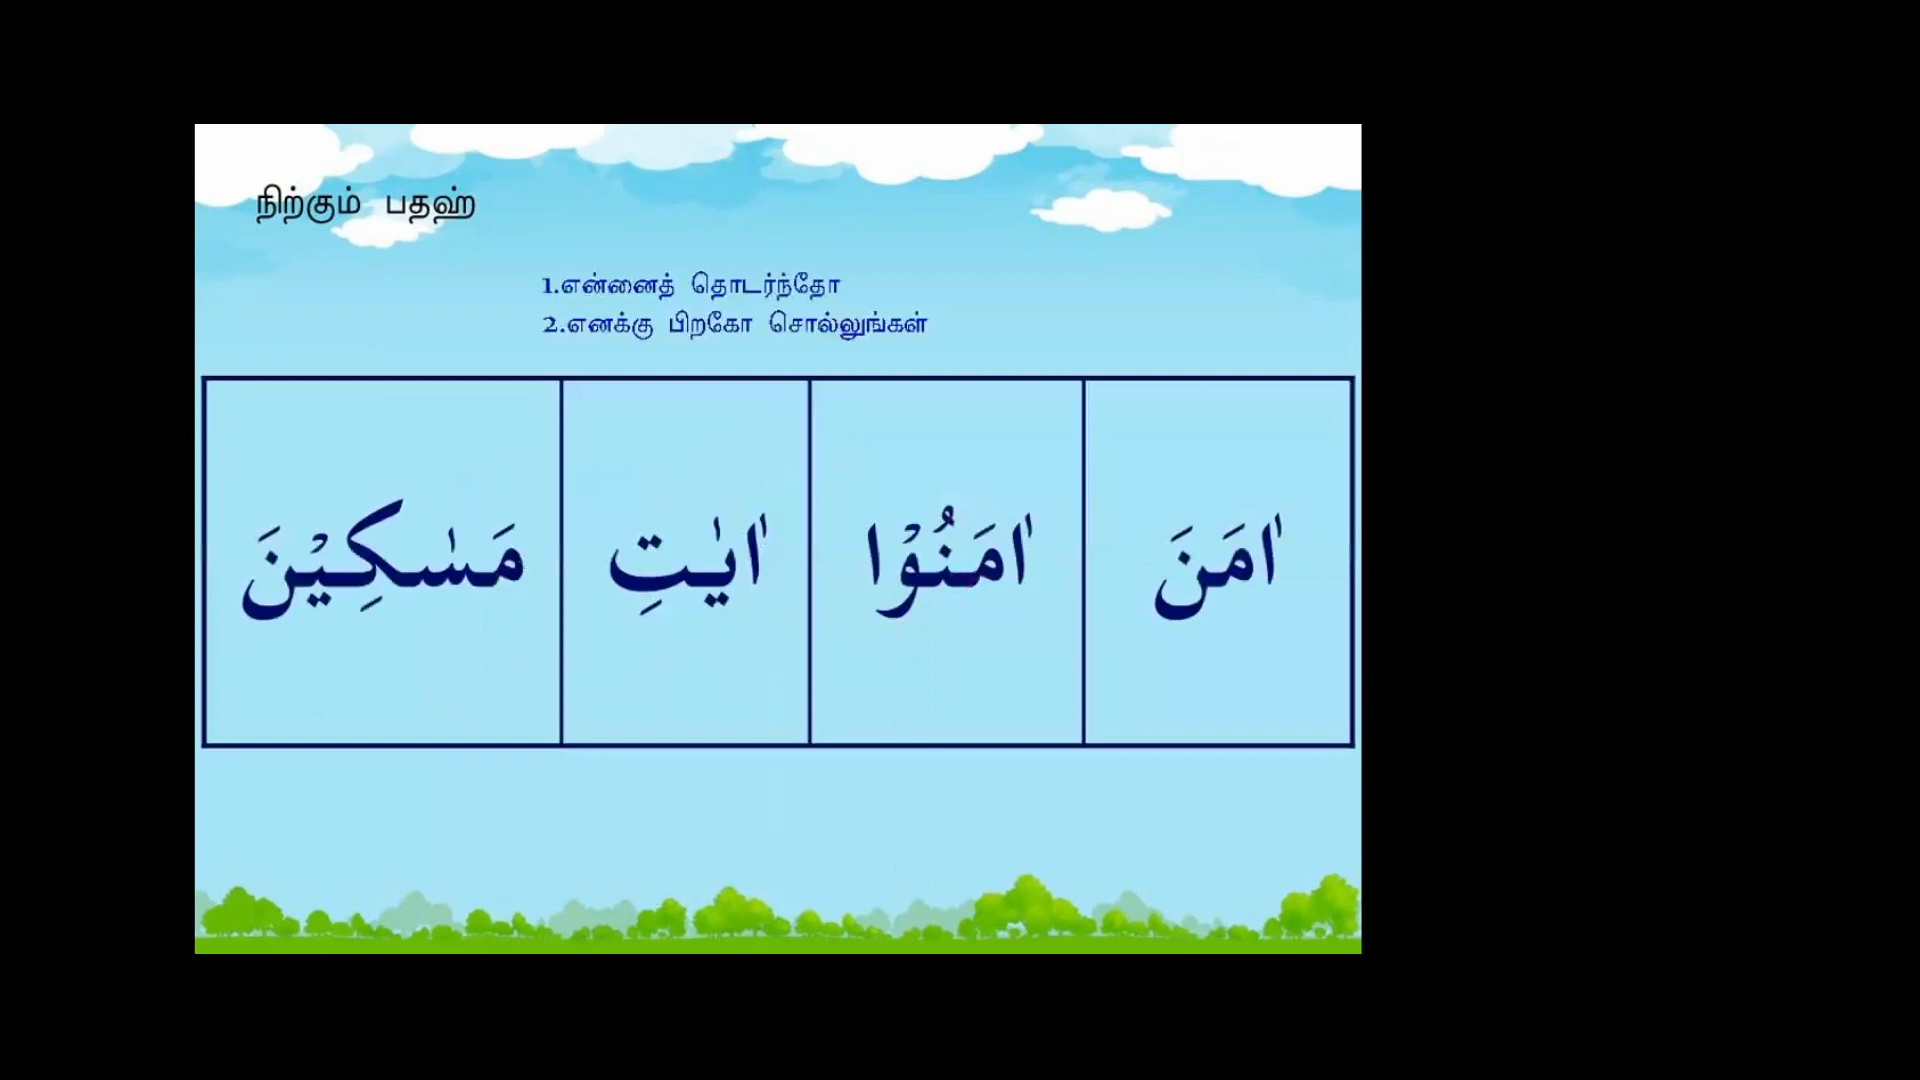 நிற்கும் பதஹ்
1.என்னைத் தொடர்ந்தோ
2.எனக்கு பிறகோ சொல்லுங்கள்
اٰمَنَ اٰمَنُوْا اٰيٰتِ مَسٰكِيْنَ